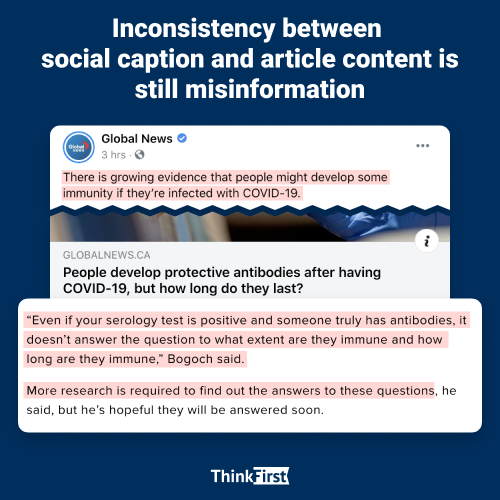 Inconsistency between
social caption and article content is
still misinformation
Global News
3 hrs ·
Global
NEWS
There is growing evidence that people might develop some
immunity if they're infected with COVID-19.
i
GLOBALNEWS.CA
People develop protective antibodies after having
COVID-19, but how long do they last?
“Even if your serology test is positive and someone truly has antibodies, it
doesn’t answer the question to what extent are they immune and how
long are they immune,” Bogoch said.
More research is required to find out the answers to these questions, he
said, but he’s hopeful they will be answered soon.
ThinkFirst